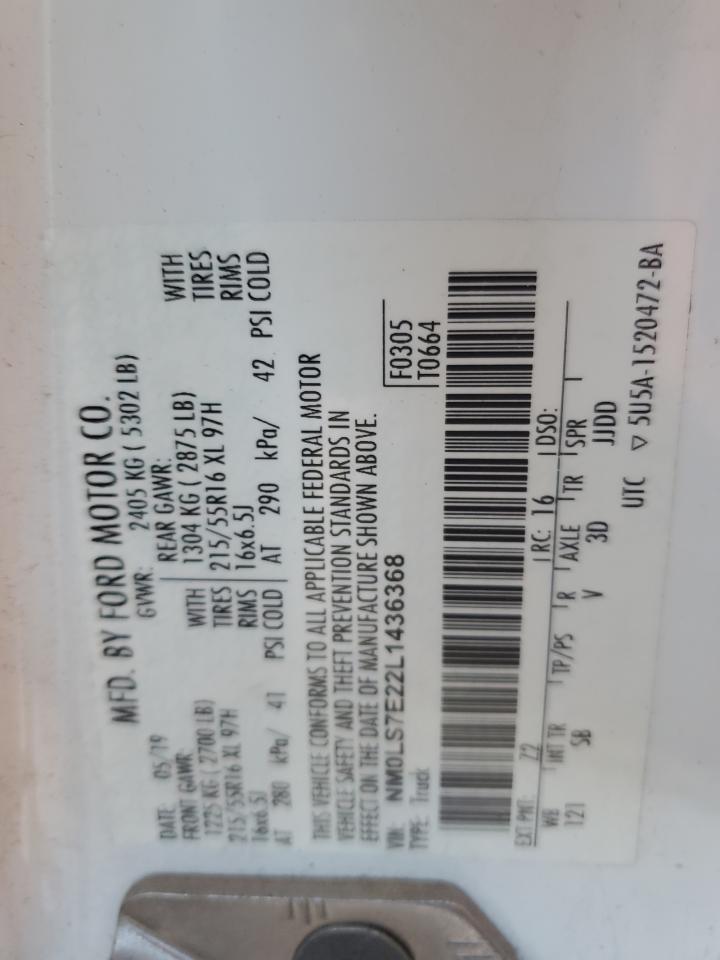 MFD. BY FORD MOTOR CO.
DATE: 05/19 GVWR: 2405 KG ( 5302 LB)
FRONT GAWR: REAR GAWR:
1225 KG ( 2700 LB) WITH 1304 KG ( 2875 LB) WITH
215/55R16 XL 97H TIRES 215/55R16 XL 97H TIRES
16x6.5J RIMS 16x6.5J RIMS
AT 280 kPa/ 41 PSI COLD AT 290 kPa/ 42 PSI COLD
THIS VEHICLE CONFORMS TO ALL APPLICABLE FEDERAL MOTOR
VEHICLE SAFETY AND THEFT PREVENTION STANDARDS IN
EFFECT ON THE DATE OF MANUFACTURE SHOWN ABOVE.
VIN: NM0LS7E22L1436368 F0305
TYPE: Truck T0664
EXT PNT: Z2 RC: 16 DSO:
WB INT TR TP/PS R AXLE TR SPR
121 SB V 3D JJDD
UTC ▽ 5U5A-1520472-BA